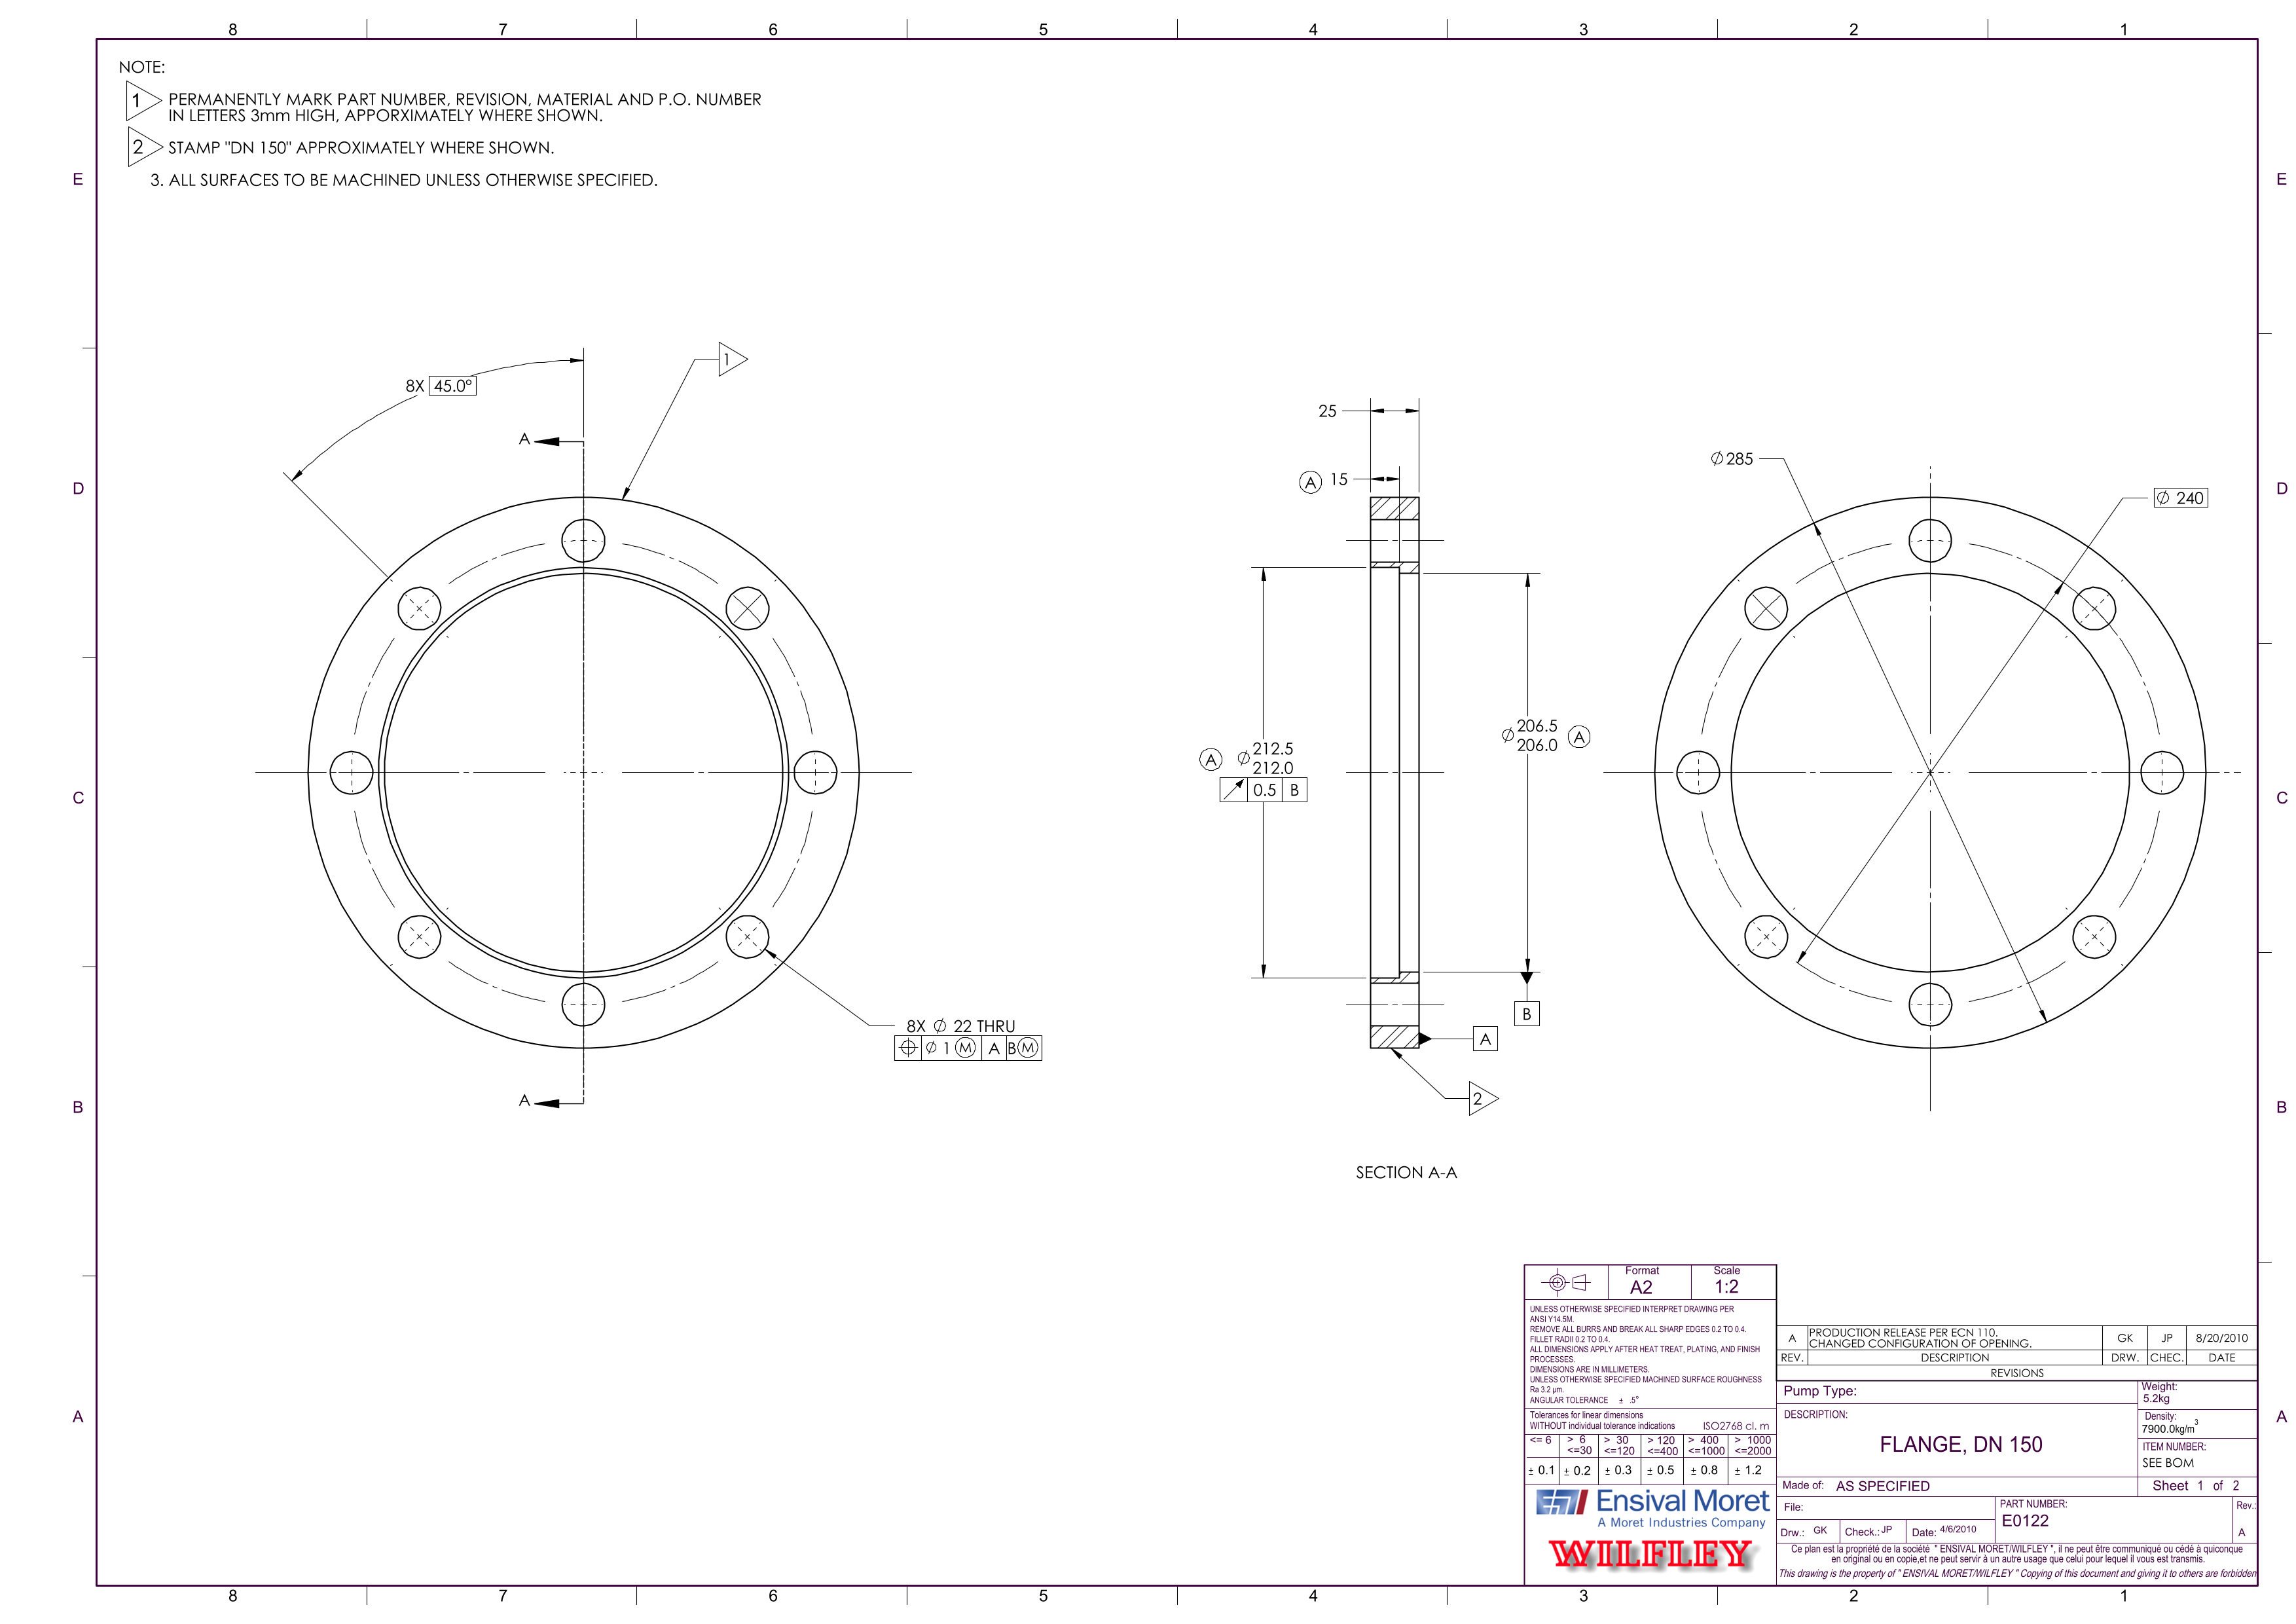 8 7 6 5 4 3 2 1
NOTE:
1 PERMANENTLY MARK PART NUMBER, REVISION, MATERIAL AND P.O. NUMBER
IN LETTERS 3mm HIGH, APPORXIMATELY WHERE SHOWN.
2 STAMP "DN 150" APPROXIMATELY WHERE SHOWN.
3. ALL SURFACES TO BE MACHINED UNLESS OTHERWISE SPECIFIED.
E E
D D
C C
B B
A A
8X 45.0°
1
A
A
8X Ø 22 THRU
⌖ Ø 1 Ⓜ A B Ⓜ
25
A 15
A Ø 212.5
212.0
↗ 0.5 B
Ø 206.5 A
206.0
B
A
2
SECTION A-A
Ø 285
Ø 240
Format
A2
Scale
1:2
UNLESS OTHERWISE SPECIFIED INTERPRET DRAWING PER
ANSI Y14.5M.
REMOVE ALL BURRS AND BREAK ALL SHARP EDGES 0.2 TO 0.4.
FILLET RADII 0.2 TO 0.4.
ALL DIMENSIONS APPLY AFTER HEAT TREAT, PLATING, AND FINISH
PROCESSES.
DIMENSIONS ARE IN MILLIMETERS.
UNLESS OTHERWISE SPECIFIED MACHINED SURFACE ROUGHNESS
Ra 3.2 µm.
ANGULAR TOLERANCE ± .5°
Tolerances for linear dimensions
WITHOUT individual tolerance indications ISO2768 cl. m
<= 6 > 6 > 30 > 120 > 400 > 1000
<=30 <=120 <=400 <=1000 <=2000
± 0.1 ± 0.2 ± 0.3 ± 0.5 ± 0.8 ± 1.2
Ensival Moret
A Moret Industries Company
WILFLEY
A PRODUCTION RELEASE PER ECN 110. GK JP 8/20/2010
CHANGED CONFIGURATION OF OPENING.
REV. DESCRIPTION DRW. CHEC. DATE
REVISIONS
Pump Type:
Weight:
5.2kg
DESCRIPTION:
FLANGE, DN 150
Density:
7900.0kg/m3
ITEM NUMBER:
SEE BOM
Made of: AS SPECIFIED
Sheet 1 of 2
File:
PART NUMBER:
E0122
Rev.:
A
Drw.: GK Check.: JP Date: 4/6/2010
Ce plan est la propriété de la société " ENSIVAL MORET/WILFLEY ", il ne peut être communiqué ou cédé à quiconque
en original ou en copie,et ne peut servir à un autre usage que celui pour lequel il vous est transmis.
This drawing is the property of " ENSIVAL MORET/WILFLEY " Copying of this document and giving it to others are forbidden
8 7 6 5 4 3 2 1